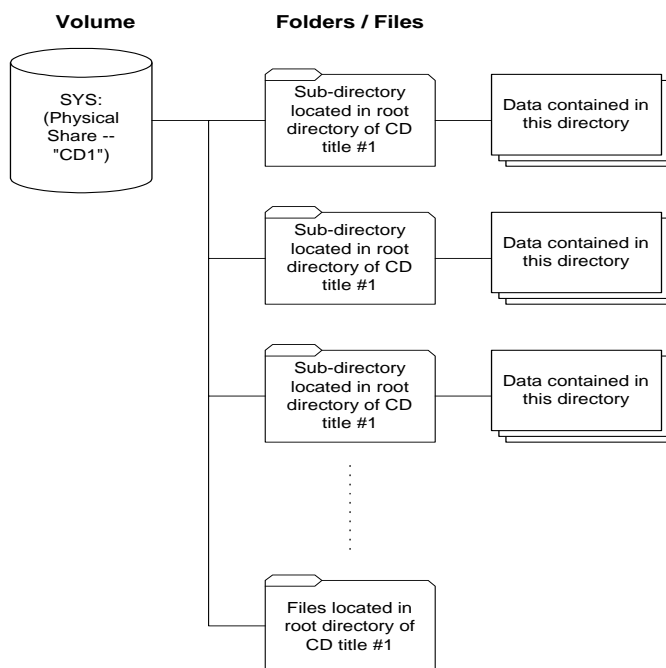 Volume
Folders / Files
SYS:
(Physical
Share --
"CD1")
Sub-directory
located in root
directory of CD
title #1
Data contained in
this directory
Sub-directory
located in root
directory of CD
title #1
Data contained in
this directory
Sub-directory
located in root
directory of CD
title #1
Data contained in
this directory
Files located in
root directory of
CD title #1